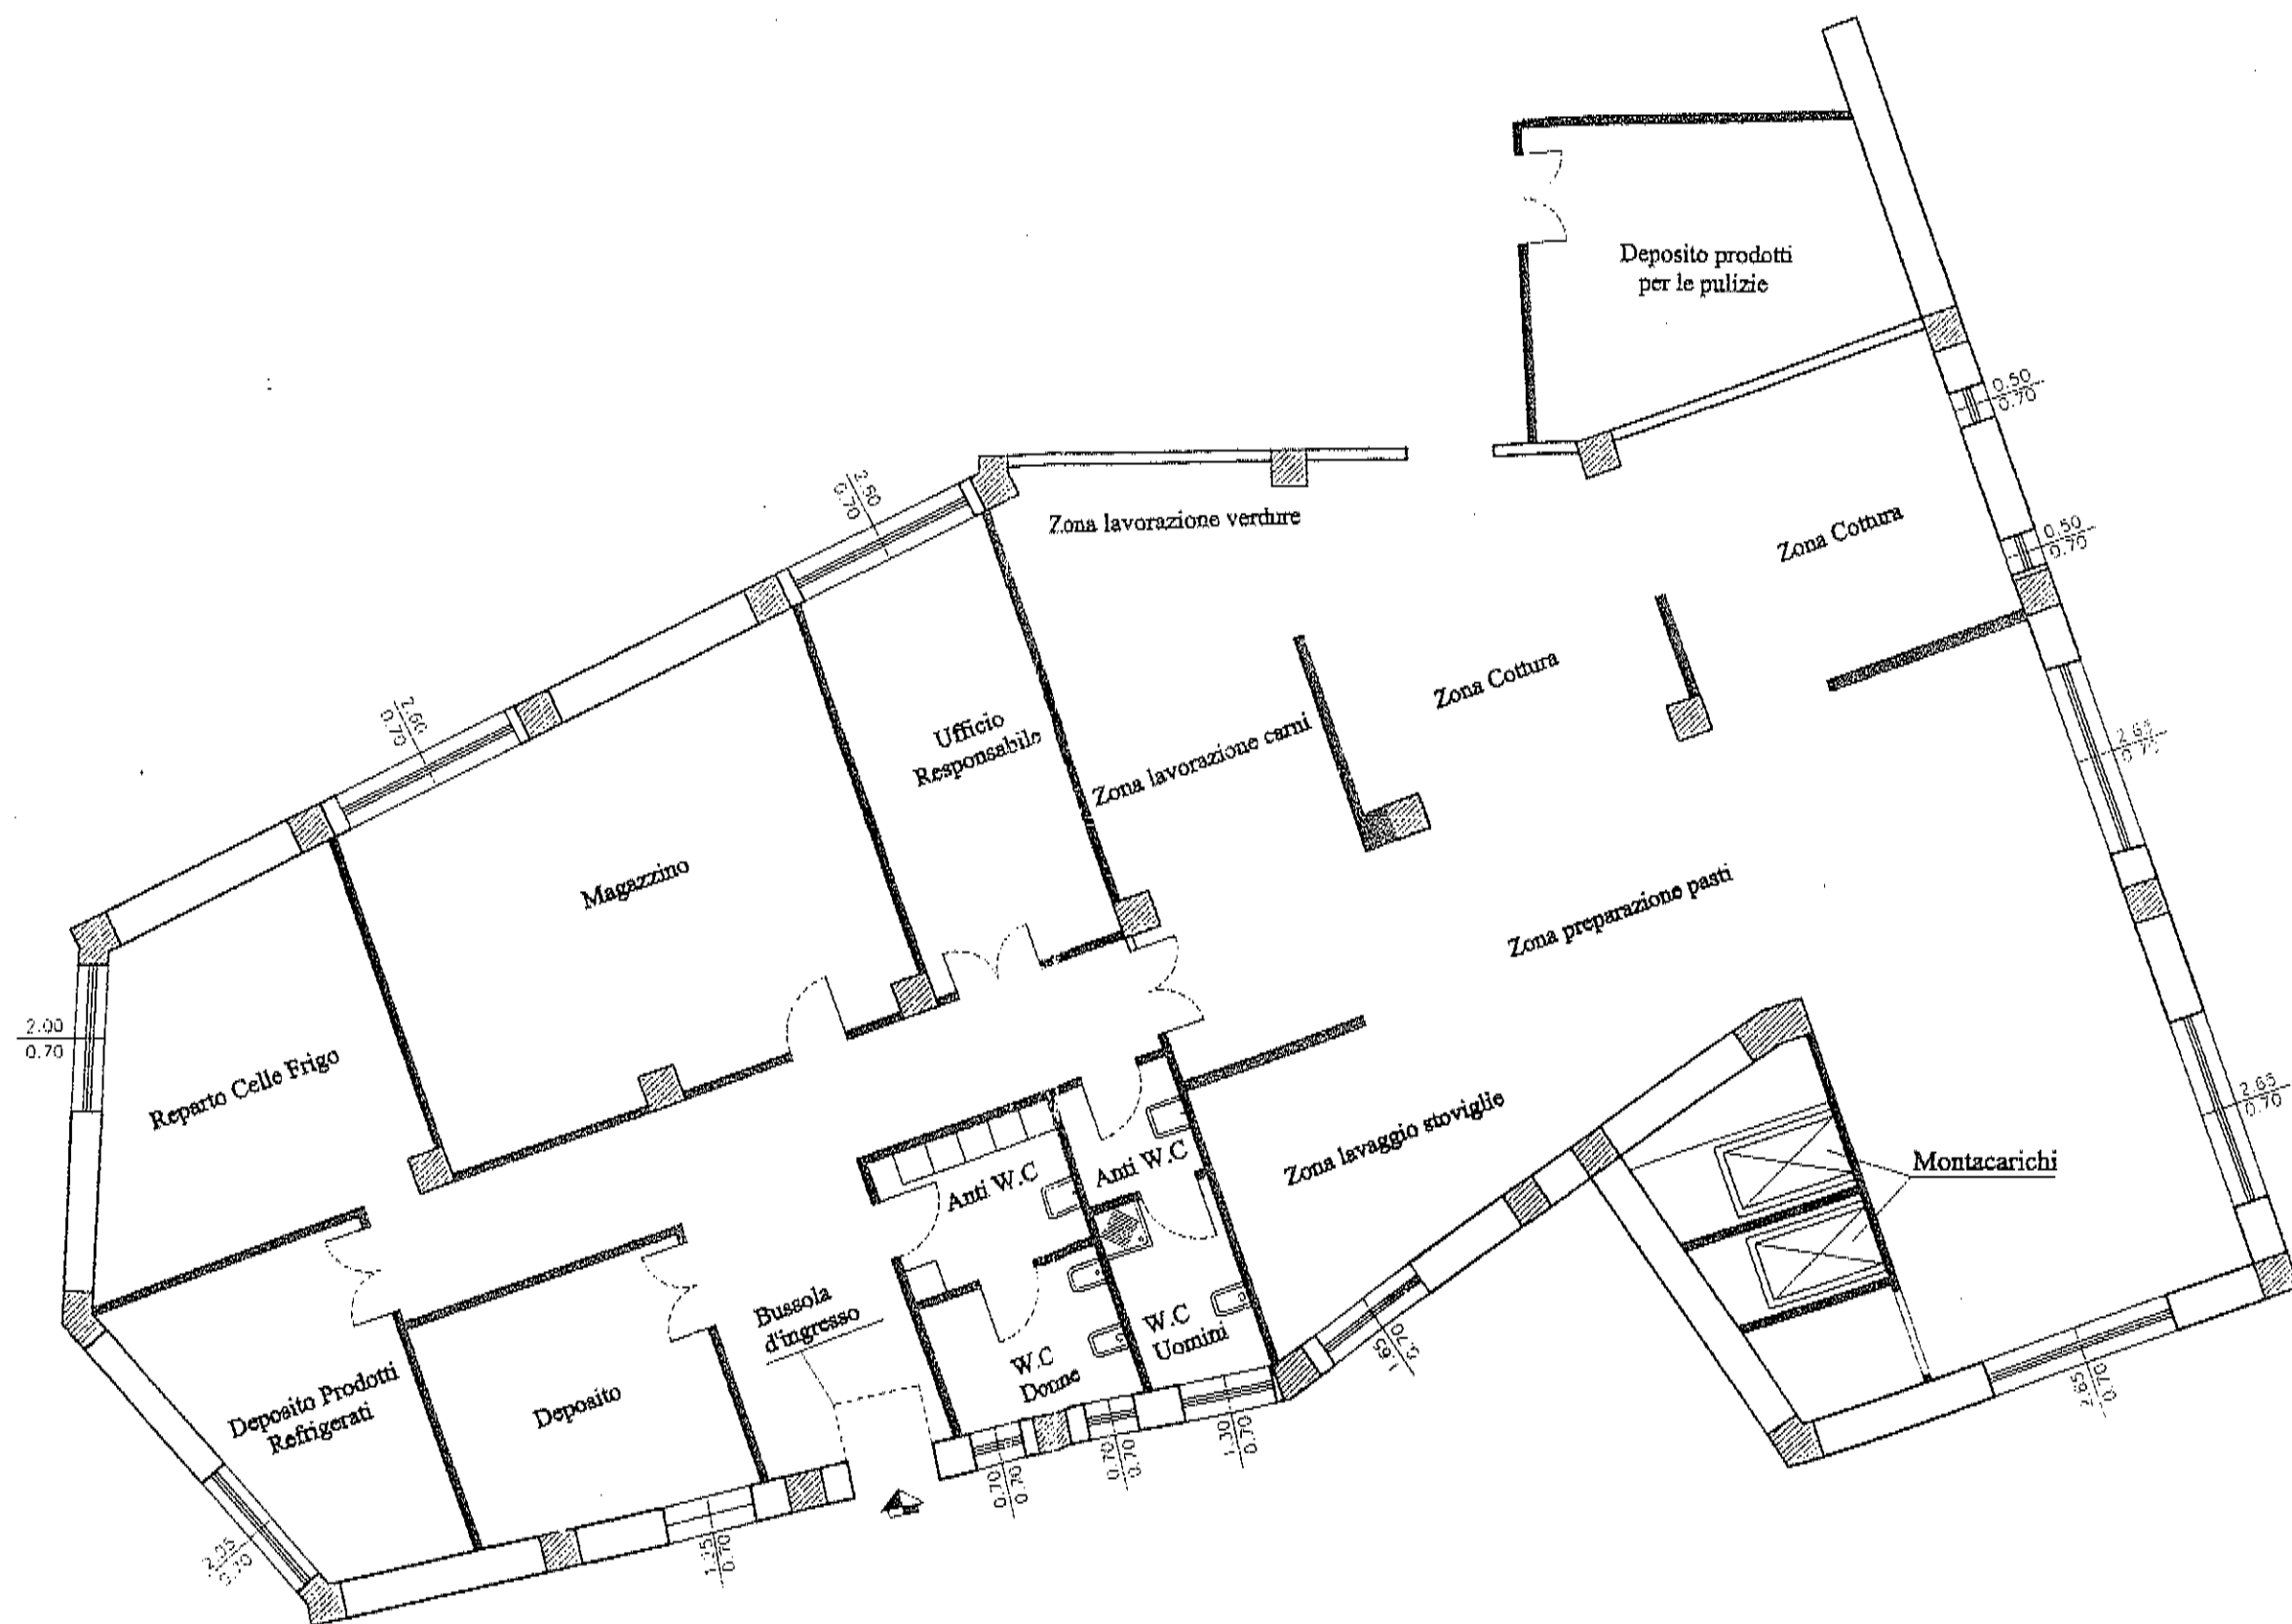 Deposito prodotti
per le pulizie
0.50
0.70
2.60
0.70
Zona lavorazione verdure
Zona Cottura
0.50
0.70
Zona Cottura
2.60
0.70
Ufficio
Responsabile
Zona lavorazione carni
2.65
0.70
Magazzino
Zona preparazione pasti
2.00
0.70
Reparto Celle Frigo
Zona lavaggio stoviglie
2.65
0.70
Anti W.C
Anti W.C
Montacarichi
Bussola
d'ingresso
W.C
Uomini
W.C
Donne
1.65
0.70
2.65
0.70
Deposito Prodotti
Refrigerati
Deposito
0.70
0.70
0.70
0.70
1.30
0.70
2.05
0.70
0.70